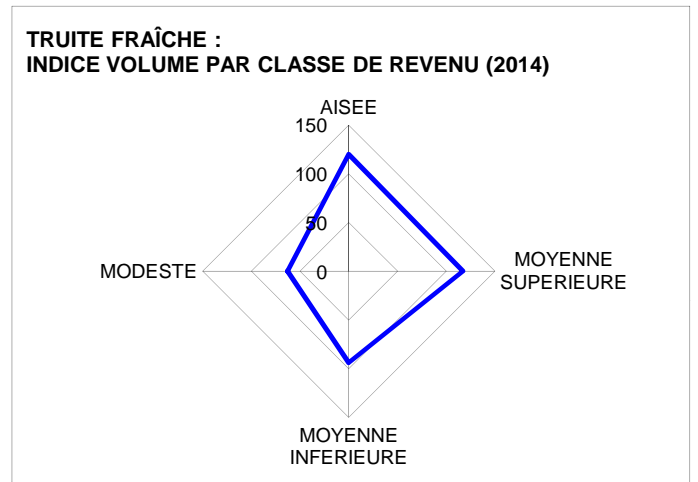 TRUITE FRAÎCHE :
INDICE VOLUME PAR CLASSE DE REVENU (2014)
AISEE
150
100
50
0
MODESTE
MOYENNE
SUPERIEURE
MOYENNE
INFERIEURE